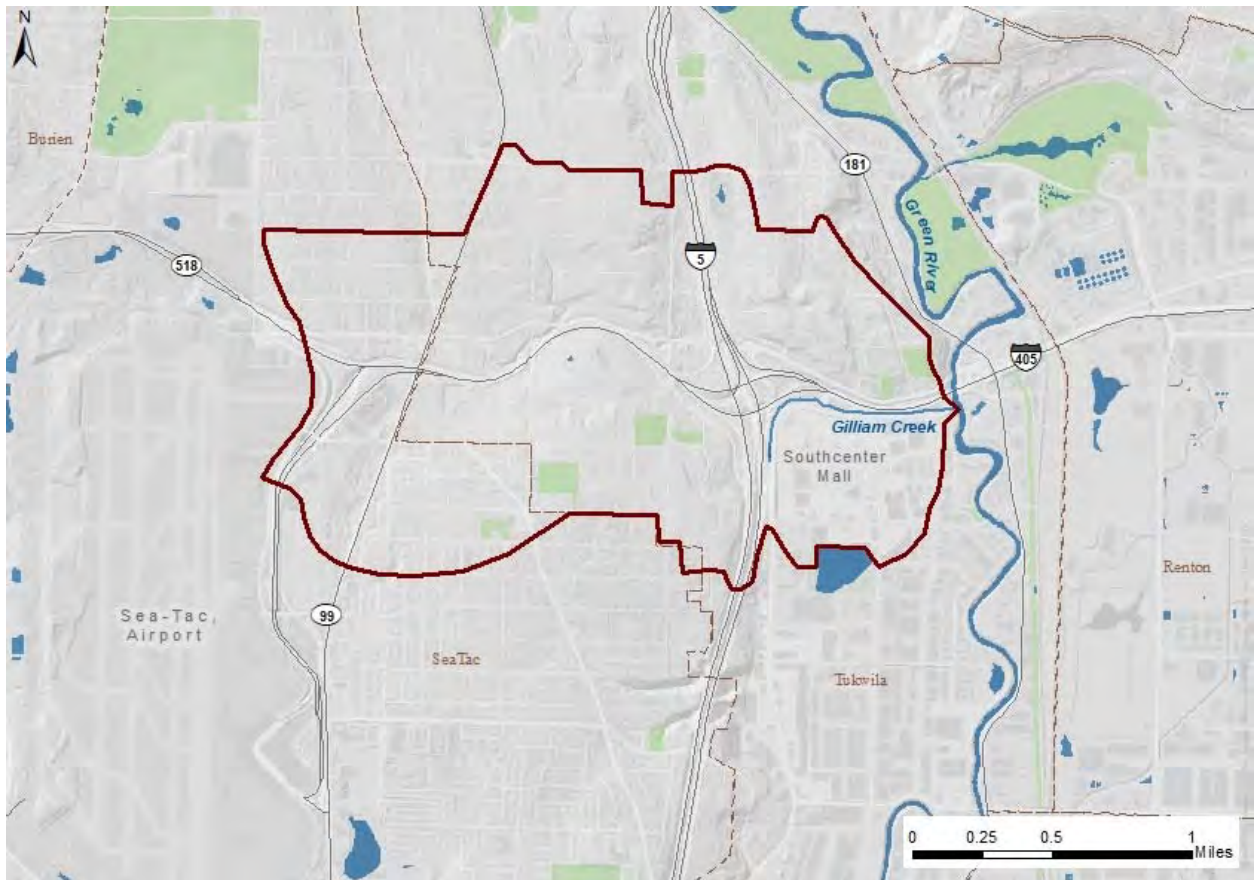 N
Burien
181
Green River
518
5
405
Gilliam Creek
Southcenter
Mall
Renton
99
Sea-Tac,
Airport
SeaTac
Tukwila
0 0.25 0.5 1
Miles